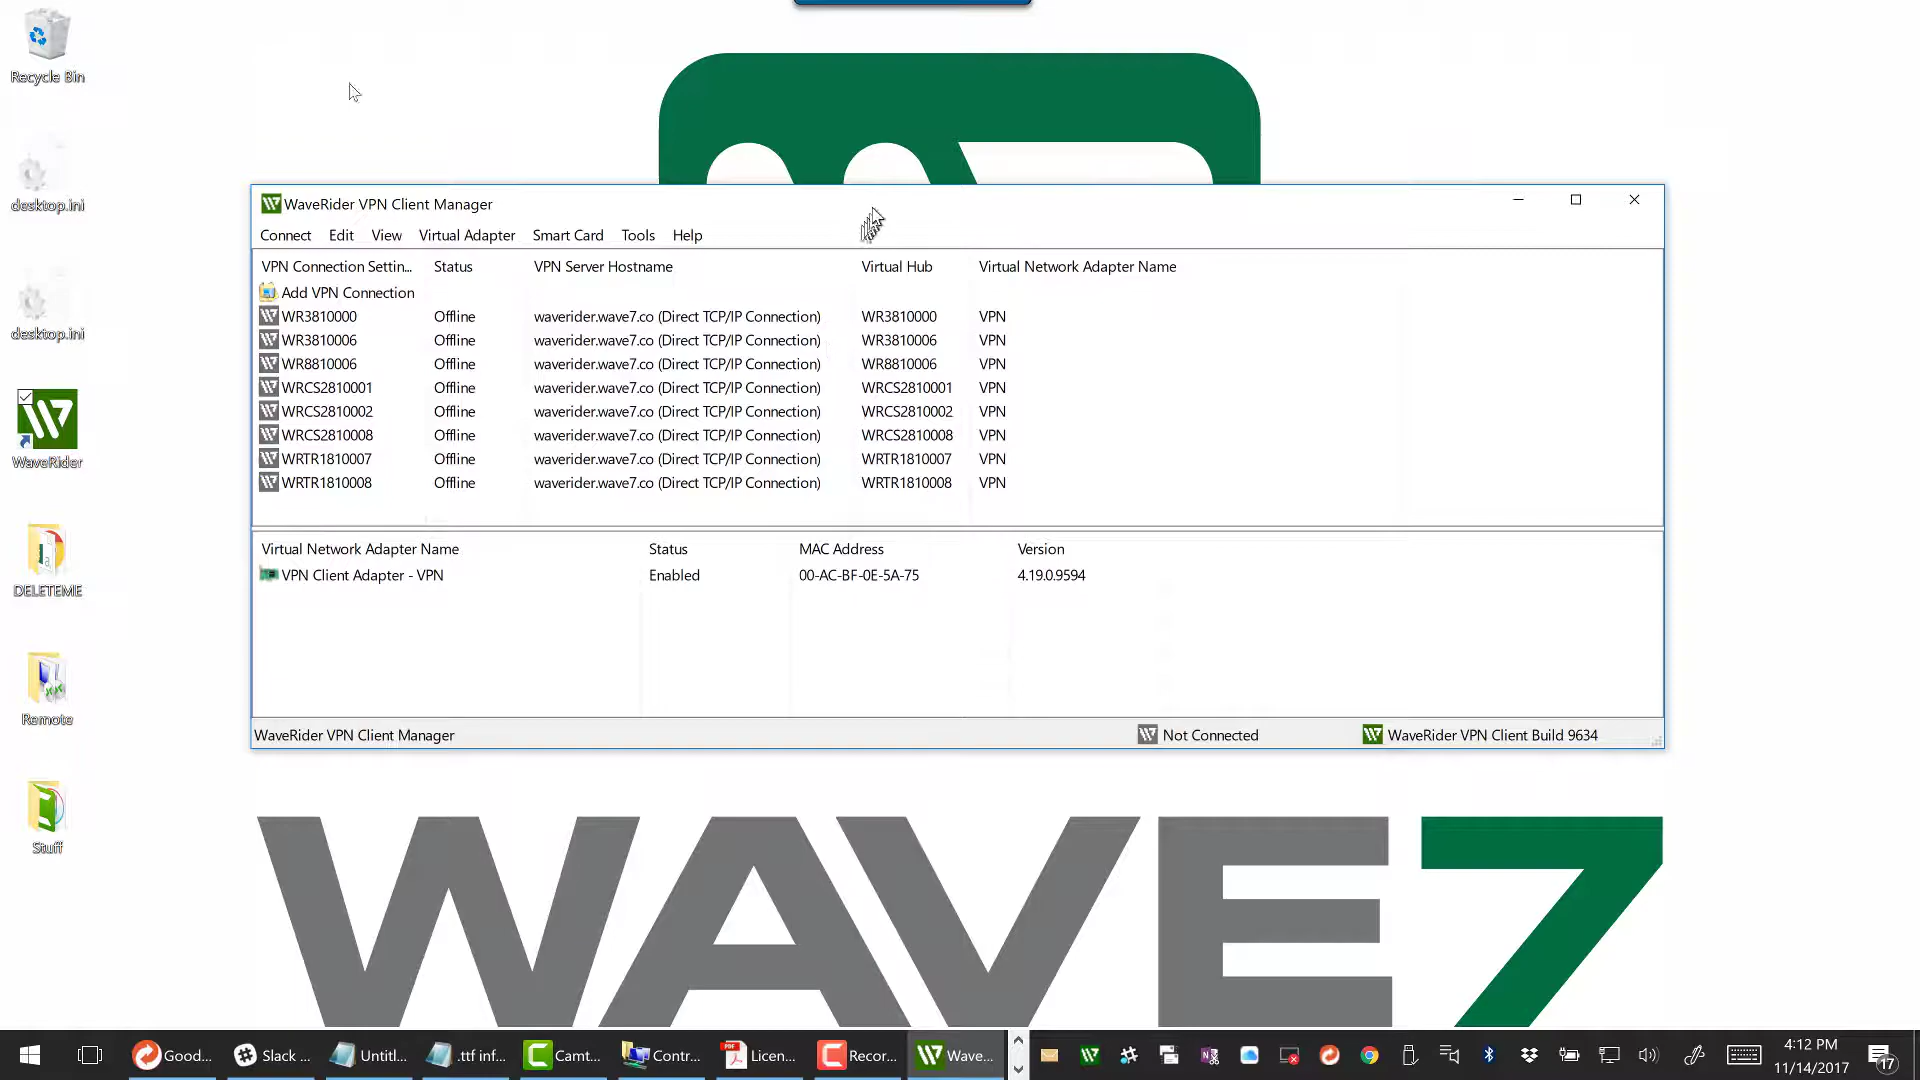 Recycle Bin
desktop.ini
desktop.ini
WaveRider
DELETEME
Remote
Stuff
WaveRider VPN Client Manager
Connect Edit View Virtual Adapter Smart Card Tools Help
VPN Connection Settin... Status VPN Server Hostname Virtual Hub Virtual Network Adapter Name
Add VPN Connection
WR3810000 Offline waverider.wave7.co (Direct TCP/IP Connection) WR3810000 VPN
WR3810006 Offline waverider.wave7.co (Direct TCP/IP Connection) WR3810006 VPN
WR8810006 Offline waverider.wave7.co (Direct TCP/IP Connection) WR8810006 VPN
WRCS2810001 Offline waverider.wave7.co (Direct TCP/IP Connection) WRCS2810001 VPN
WRCS2810002 Offline waverider.wave7.co (Direct TCP/IP Connection) WRCS2810002 VPN
WRCS2810008 Offline waverider.wave7.co (Direct TCP/IP Connection) WRCS2810008 VPN
WRTR1810007 Offline waverider.wave7.co (Direct TCP/IP Connection) WRTR1810007 VPN
WRTR1810008 Offline waverider.wave7.co (Direct TCP/IP Connection) WRTR1810008 VPN
Virtual Network Adapter Name Status MAC Address Version
VPN Client Adapter - VPN Enabled 00-AC-BF-0E-5A-75 4.19.0.9594
WaveRider VPN Client Manager Not Connected WaveRider VPN Client Build 9634
WAVE7
Good... Slack ... Untitl... .ttf inf... Camt... Contr... Licen... Recor... Wave...
4:12 PM
11/14/2017
17